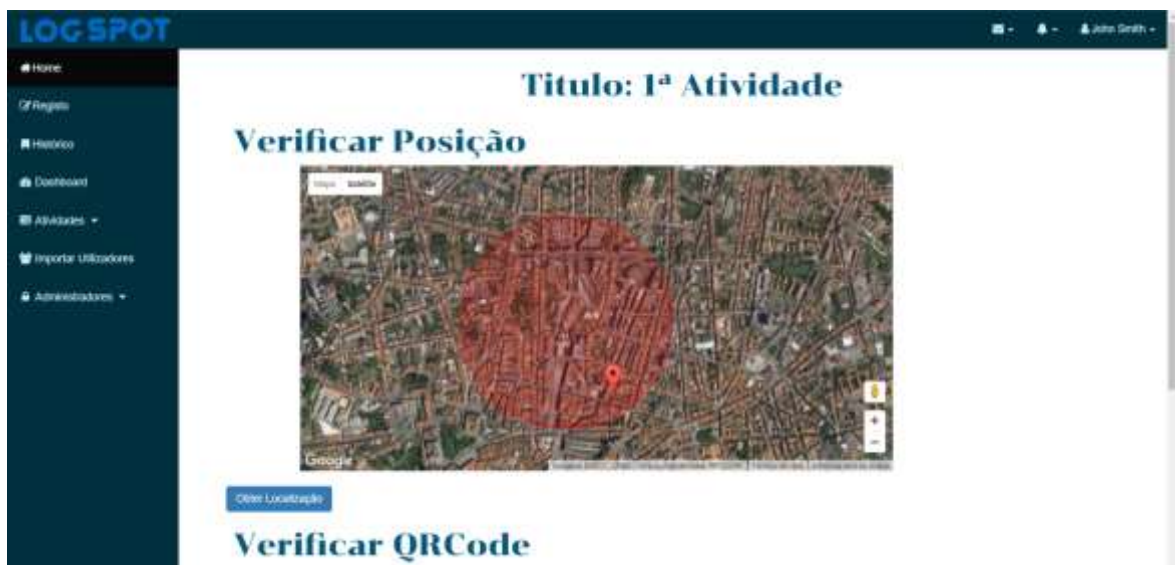 LOGSPOT
John Smith
Home
Registo
Histórico
Dashboard
Atividades
Importar Utilizadores
Administradores
Titulo: 1ª Atividade
Verificar Posição
Mapa Satélite
Google
Obter Localização
Verificar QRCode